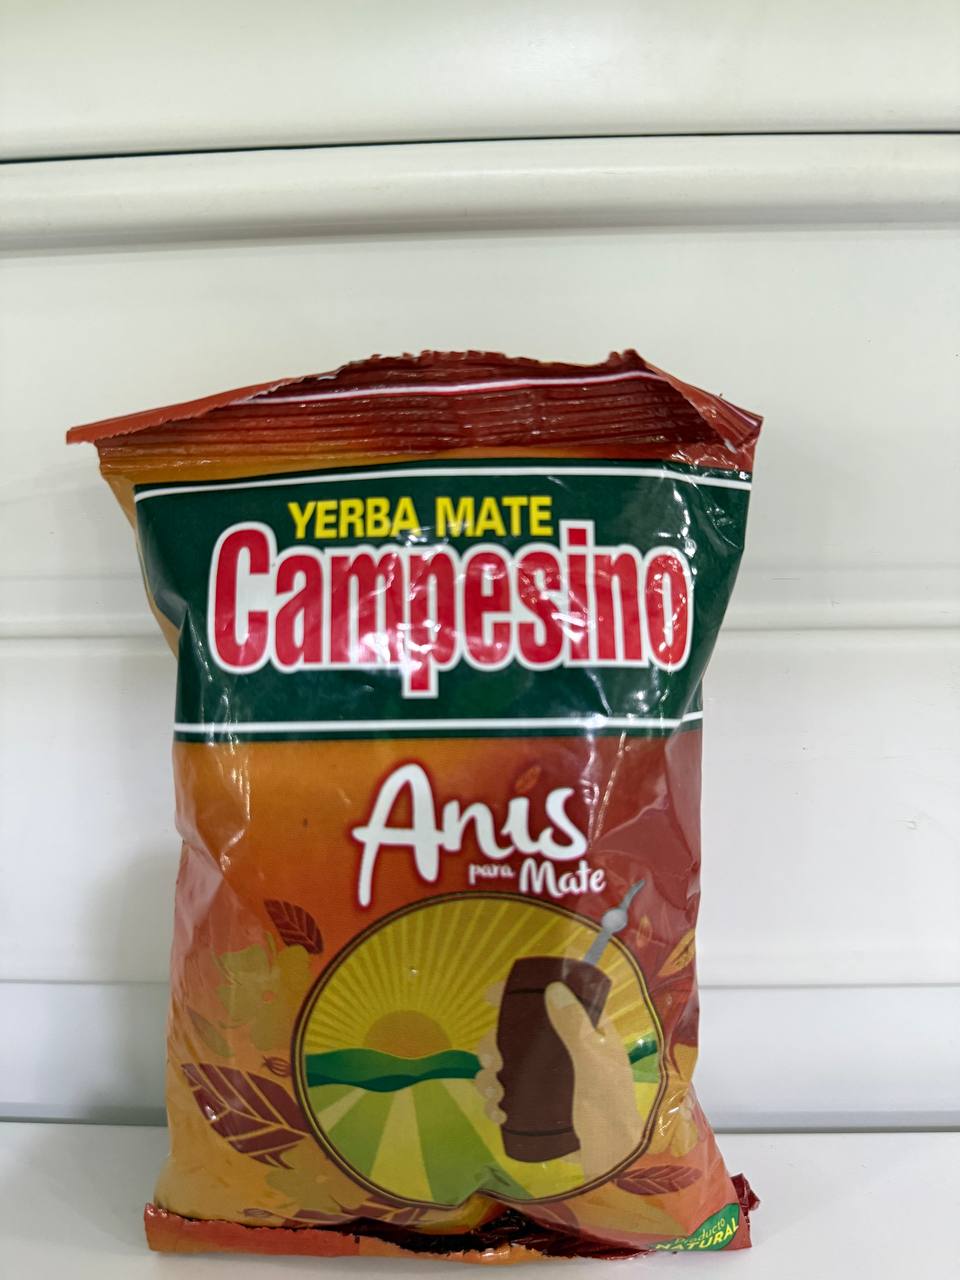 YERBA MATE
Campesino
Anis
para Mate
Producto
NATURAL